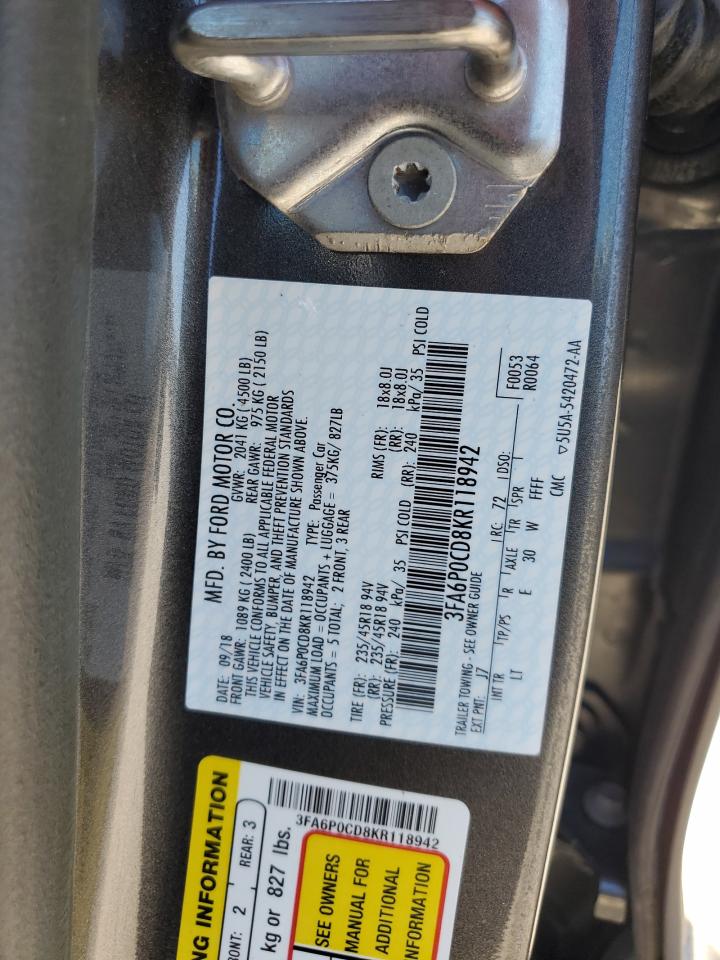 MFD. BY FORD MOTOR CO.
DATE: 09/18 GVWR: 2041 KG ( 4500 LB)
FRONT GAWR: 1089 KG ( 2400 LB) REAR GAWR: 975 KG ( 2150 LB)
THIS VEHICLE CONFORMS TO ALL APPLICABLE FEDERAL MOTOR
VEHICLE SAFETY, BUMPER, AND THEFT PREVENTION STANDARDS
IN EFFECT ON THE DATE OF MANUFACTURE SHOWN ABOVE.
VIN: 3FA6P0CD8KR118942 TYPE: Passenger Car
MAXIMUM LOAD = OCCUPANTS + LUGGAGE = 375KG/ 827LB
OCCUPANTS = 5 TOTAL; 2 FRONT, 3 REAR
TIRE (FR): 235/45R18 94V RIMS (FR): 18x8.0J
(RR): 235/45R18 94V (RR): 18x8.0J
PRESSURE (FR): 240 kPa/ 35 PSI COLD (RR): 240 kPa/ 35 PSI COLD
3FA6P0CD8KR118942
TRAILER TOWING - SEE OWNER GUIDE
EXT PNT: J7 RC: 72 DSO: F0053
R0064
INT TR TP/PS R AXLE TR SPR
LT E 30 W FFFF
CMC ▽5U5A-5420472-AA
NG INFORMATION
RONT: 2 REAR: 3
kg or 827 lbs.
3FA6P0CD8KR118942
SEE OWNERS
MANUAL FOR
ADDITIONAL
NFORMATION